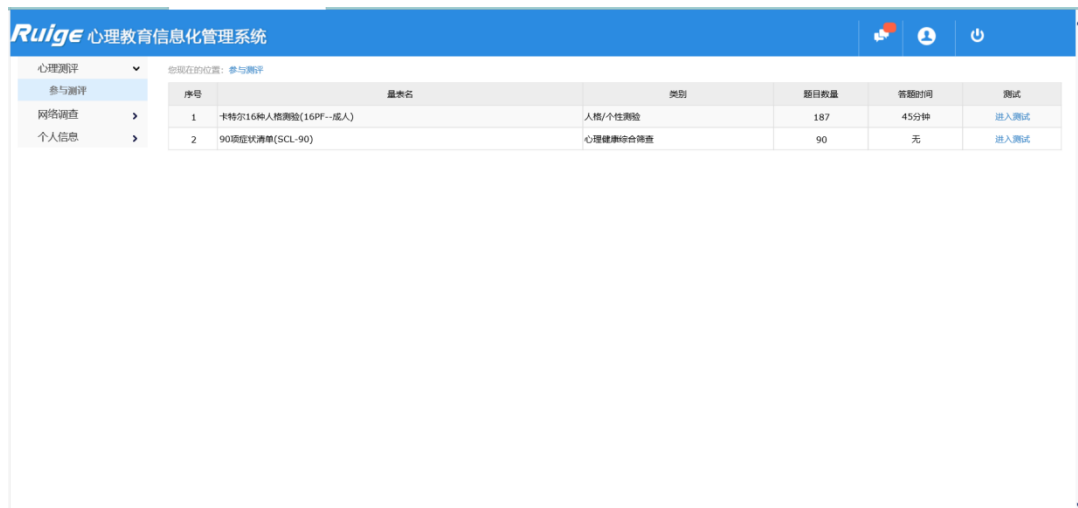 Ruige 心理教育信息化管理系统
心理测评
参与测评
网络调查
个人信息
您现在的位置：参与测评
序号 量表名 类别 题目数量 答题时间 测试
1 卡特尔16种人格测验(16PF--成人) 人格/个性测验 187 45分钟 进入测试
2 90项症状清单(SCL-90) 心理健康综合筛查 90 无 进入测试